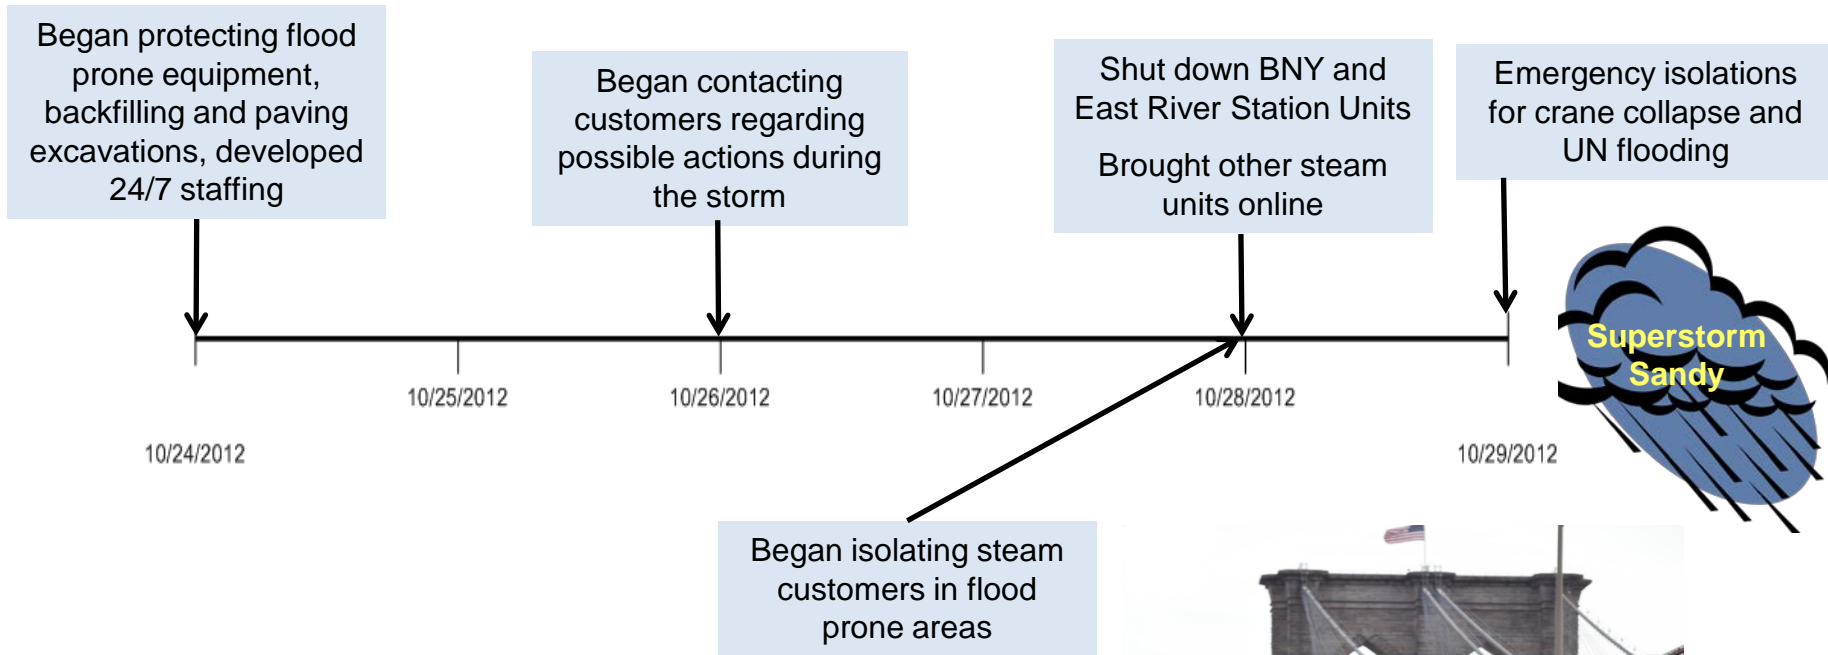 Began protecting flood
prone equipment,
backfilling and paving
excavations, developed
24/7 staffing
Began contacting
customers regarding
possible actions during
the storm
Shut down BNY and
East River Station Units
Brought other steam
units online
Emergency isolations
for crane collapse and
UN flooding
Superstorm
Sandy
10/24/2012
10/25/2012
10/26/2012
10/27/2012
10/28/2012
10/29/2012
Began isolating steam
customers in flood
prone areas